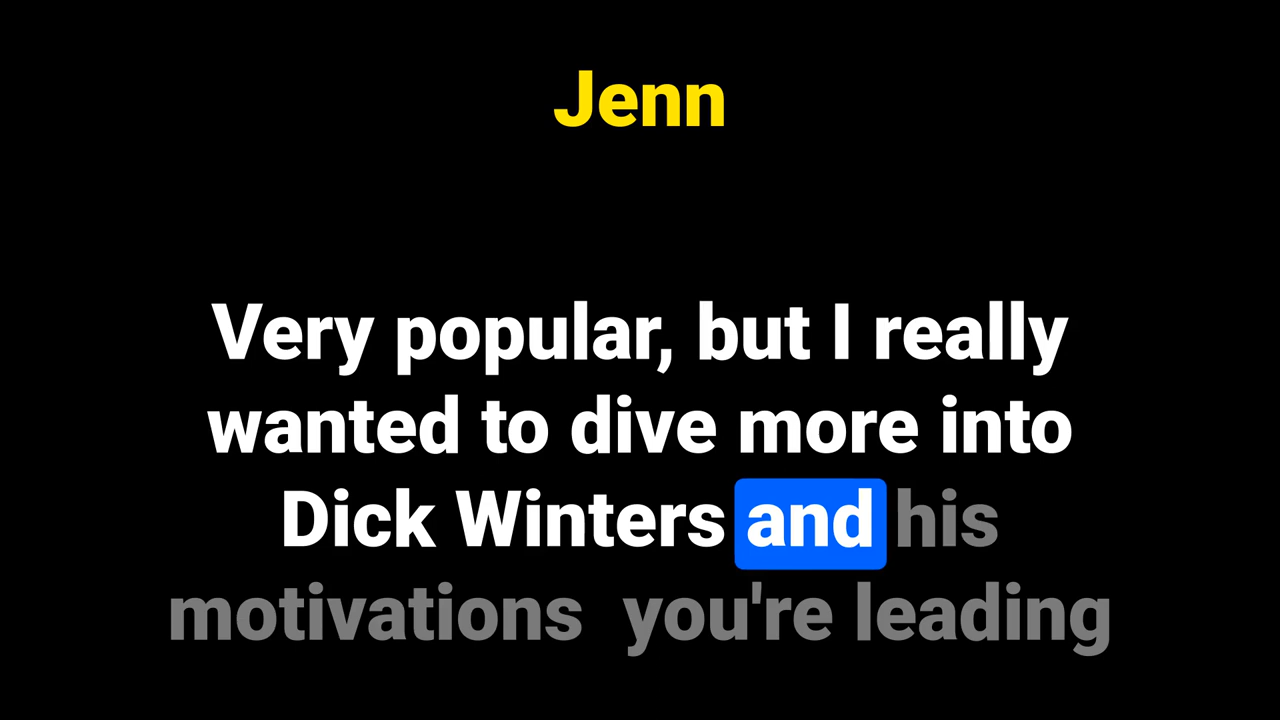 Jenn
Very popular, but I really
wanted to dive more into
Dick Winters and his
motivations  you're leading